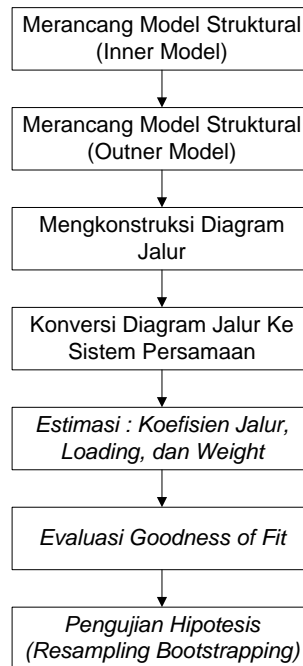 Merancang Model Struktural
(Inner Model)
Merancang Model Struktural
(Outner Model)
Mengkonstruksi Diagram
Jalur
Konversi Diagram Jalur Ke
Sistem Persamaan
Estimasi : Koefisien Jalur,
Loading, dan Weight
Evaluasi Goodness of Fit
Pengujian Hipotesis
(Resampling Bootstrapping)